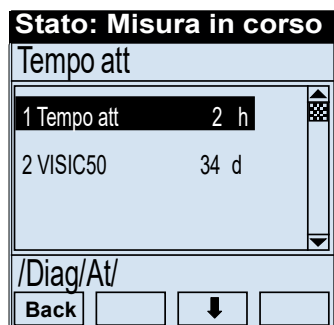 Stato: Misura in corso
Tempo att
1 Tempo att 2 h
2 VISIC50 34 d
/Diag/At/
Back